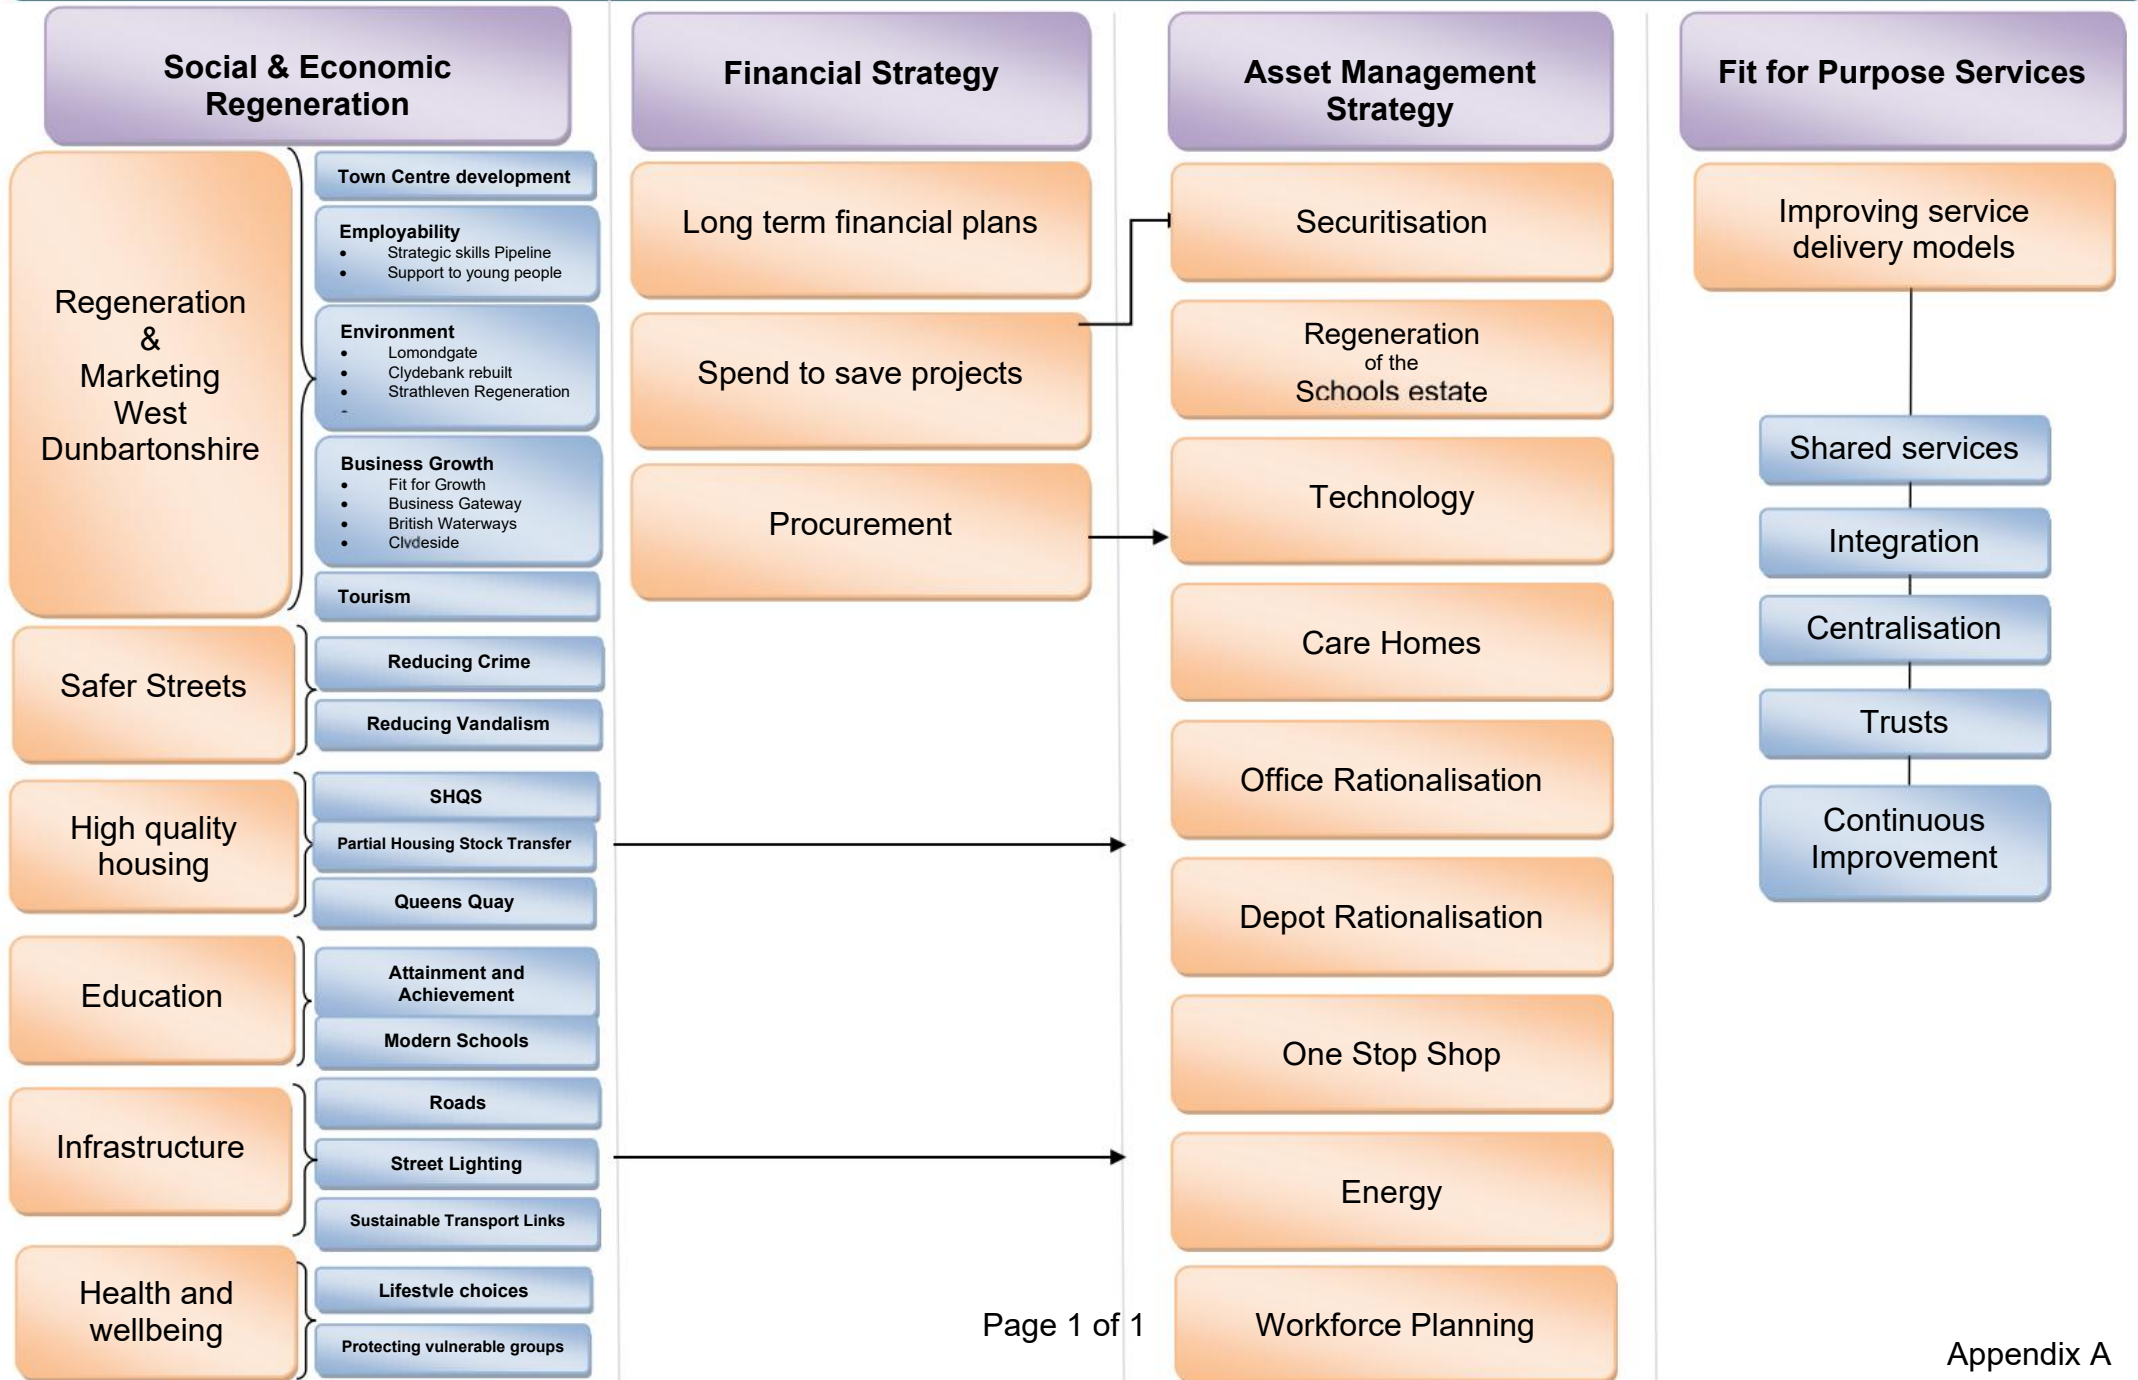 Social & Economic
Regeneration
Regeneration
&
Marketing
West
Dunbartonshire
Town Centre development
Employability
• Strategic skills Pipeline
• Support to young people
Environment
• Lomondgate
• Clydebank rebuilt
• Strathleven Regeneration
Business Growth
• Fit for Growth
• Business Gateway
• British Waterways
• Clydeside
Tourism
Safer Streets
Reducing Crime
Reducing Vandalism
High quality
housing
SHQS
Partial Housing Stock Transfer
Queens Quay
Education
Attainment and
Achievement
Modern Schools
Infrastructure
Roads
Street Lighting
Sustainable Transport Links
Health and
wellbeing
Lifestyle choices
Protecting vulnerable groups
Financial Strategy
Long term financial plans
Spend to save projects
Procurement
Asset Management
Strategy
Securitisation
Regeneration
of the
Schools estate
Technology
Care Homes
Office Rationalisation
Depot Rationalisation
One Stop Shop
Energy
Workforce Planning
Fit for Purpose Services
Improving service
delivery models
Shared services
Integration
Centralisation
Trusts
Continuous
Improvement
Page 1 of 1
Appendix A